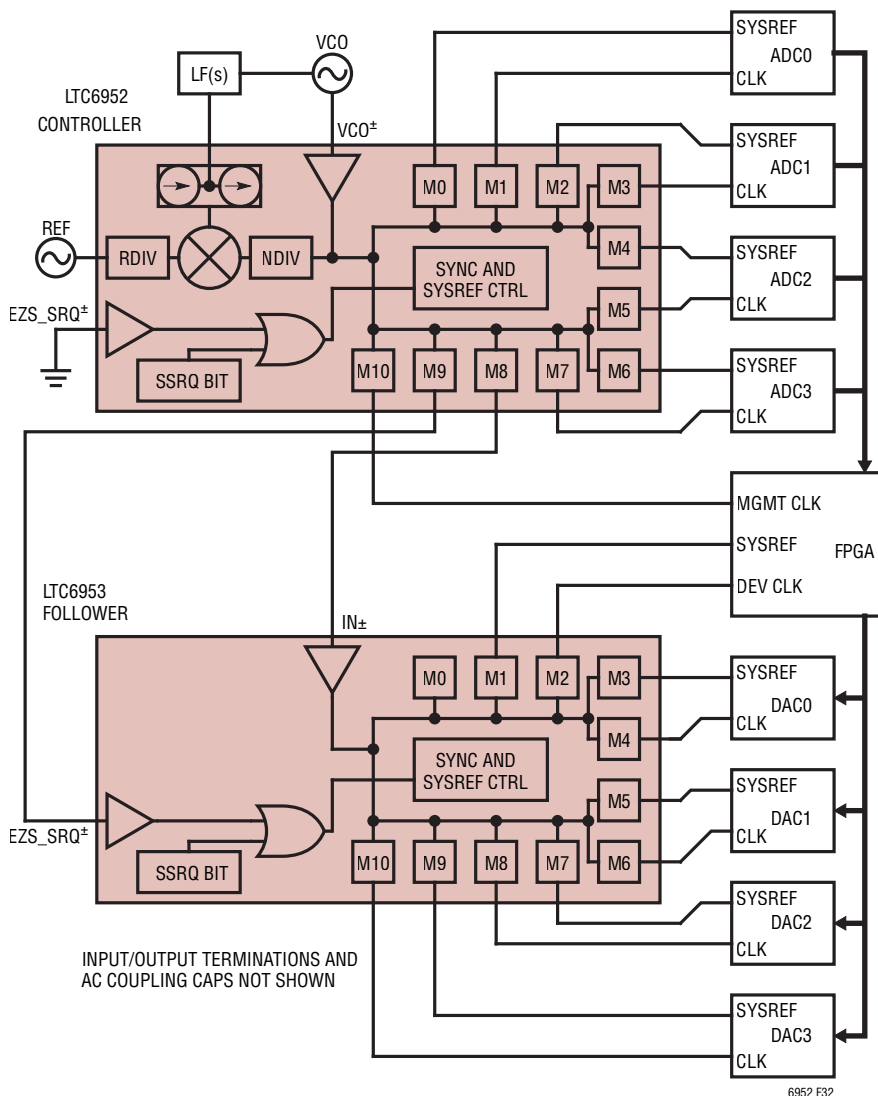 VCO
LF(s)
LTC6952
CONTROLLER
VCO±
REF
RDIV
NDIV
EZS_SRQ±
SSRQ BIT
SYNC AND
SYSREF CTRL
M0
M1
M2
M3
M4
M5
M6
M7
M8
M9
M10
SYSREF
ADC0
CLK
SYSREF
ADC1
CLK
SYSREF
ADC2
CLK
SYSREF
ADC3
CLK
MGMT CLK
SYSREF
FPGA
DEV CLK
LTC6953
FOLLOWER
IN±
EZS_SRQ±
SSRQ BIT
SYNC AND
SYSREF CTRL
M0
M1
M2
M3
M4
M5
M6
M7
M8
M9
M10
SYSREF
DAC0
CLK
SYSREF
DAC1
CLK
SYSREF
DAC2
CLK
SYSREF
DAC3
CLK
INPUT/OUTPUT TERMINATIONS AND
AC COUPLING CAPS NOT SHOWN
6952 F32